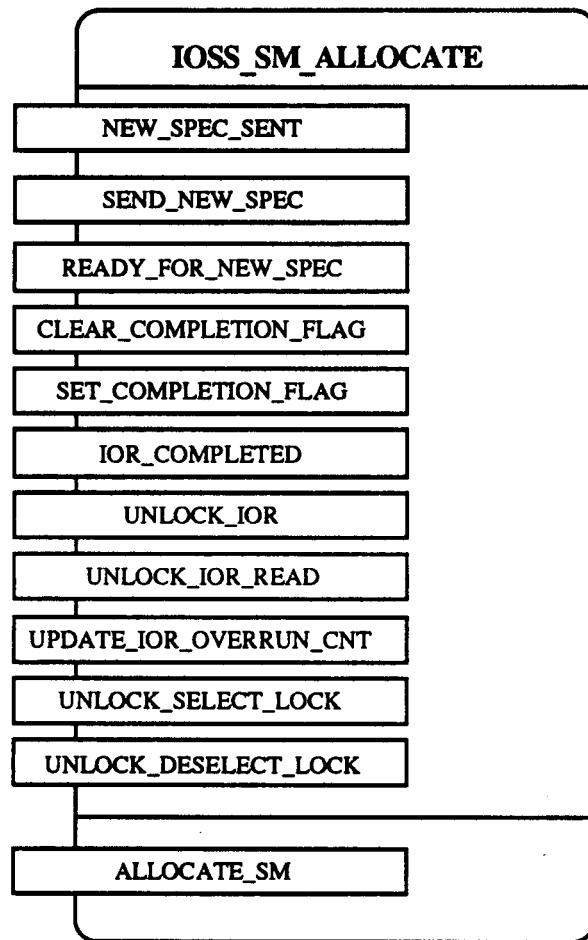 IOSS_SM_ALLOCATE
NEW_SPEC_SENT
SEND_NEW_SPEC
READY_FOR_NEW_SPEC
CLEAR_COMPLETION_FLAG
SET_COMPLETION_FLAG
IOR_COMPLETED
UNLOCK_IOR
UNLOCK_IOR_READ
UPDATE_IOR_OVERRUN_CNT
UNLOCK_SELECT_LOCK
UNLOCK_DESELECT_LOCK
ALLOCATE_SM